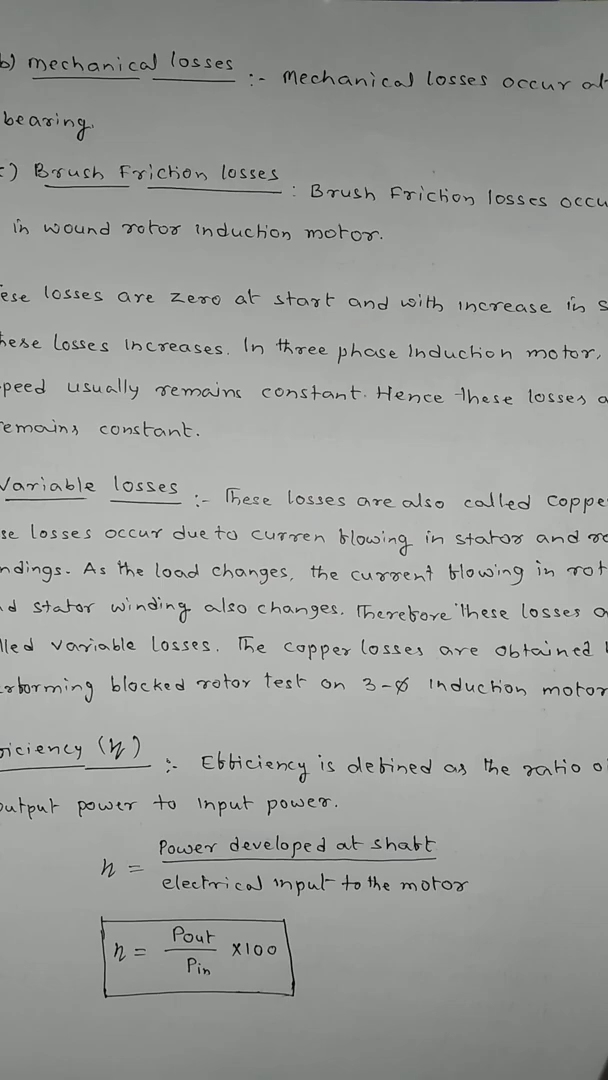 b) mechanical losses :- mechanical losses occur at
bearing.
c) Brush Friction losses : Brush Friction losses occu
in wound rotor induction motor.
ese losses are zero at start and with increase in s
hese losses increases. In three phase Induction motor,
peed usually remains constant. Hence these losses a
emains constant.
Variable losses :- These losses are also called coppe
se losses occur due to curren flowing in stator and ro
ndings. As the load changes, the current flowing in rot
d stator winding also changes. Therefore these losses a
lled variable losses. The copper losses are obtained
erforming blocked rotor test on 3-ϕ induction motor
iciency (η) :- Efficiency is defined as the ratio o
output power to input power.
η = Power developed at shaft / electrical input to the motor
η = Pout / Pin × 100